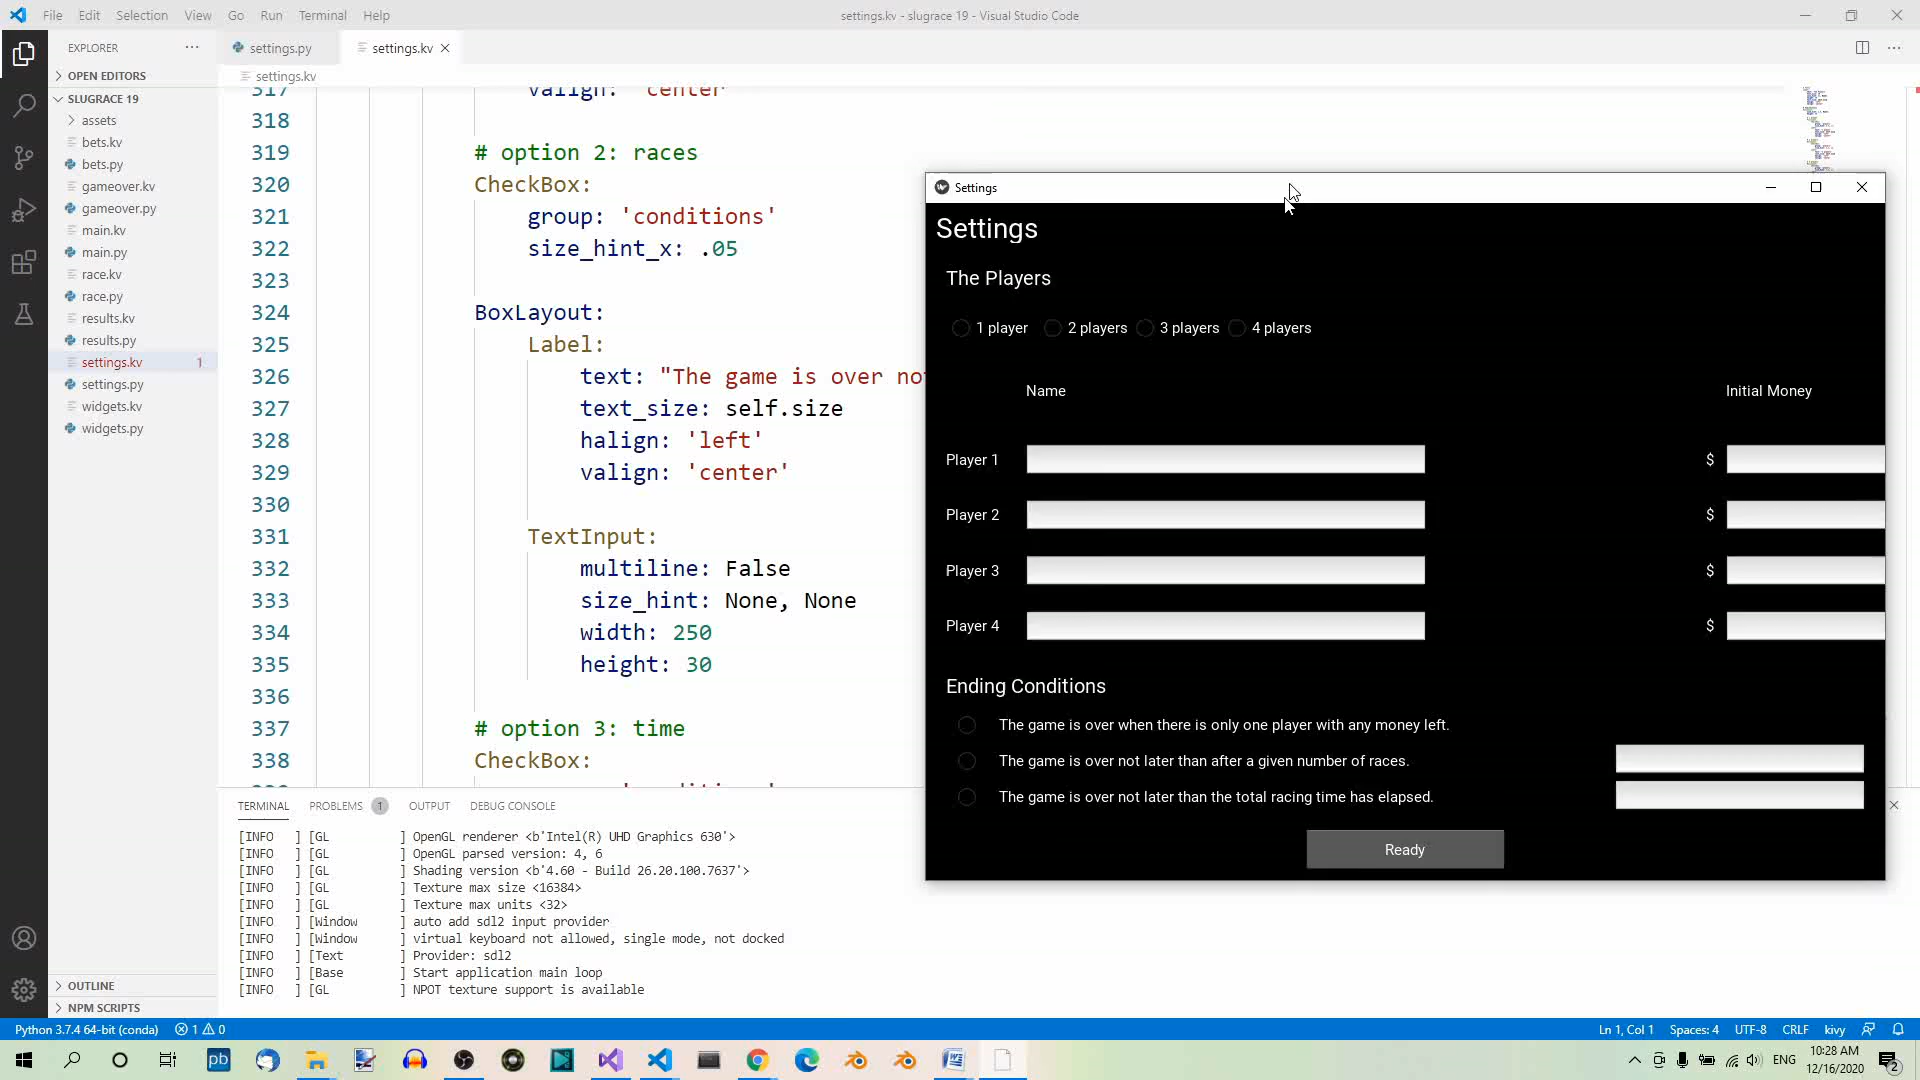 File Edit Selection View Go Run Terminal Help
settings.kv - slugrace 19 - Visual Studio Code
EXPLORER
OPEN EDITORS
SLUGRACE 19
assets
bets.kv
bets.py
gameover.kv
gameover.py
main.kv
main.py
race.kv
race.py
results.kv
results.py
settings.kv 1
settings.py
widgets.kv
widgets.py
OUTLINE
NPM SCRIPTS
settings.py settings.kv
settings.kv
317 valign: 'center'
318
319 # option 2: races
320 CheckBox:
321 group: 'conditions'
322 size_hint_x: .05
323
324 BoxLayout:
325 Label:
326 text: "The game is over no
327 text_size: self.size
328 halign: 'left'
329 valign: 'center'
330
331 TextInput:
332 multiline: False
333 size_hint: None, None
334 width: 250
335 height: 30
336
337 # option 3: time
338 CheckBox:
Settings
Settings
The Players
1 player 2 players 3 players 4 players
Name Initial Money
Player 1 $
Player 2 $
Player 3 $
Player 4 $
Ending Conditions
The game is over when there is only one player with any money left.
The game is over not later than after a given number of races.
The game is over not later than the total racing time has elapsed.
Ready
TERMINAL PROBLEMS 1 OUTPUT DEBUG CONSOLE
[INFO ] [GL ] OpenGL renderer <b'Intel(R) UHD Graphics 630'>
[INFO ] [GL ] OpenGL parsed version: 4, 6
[INFO ] [GL ] Shading version <b'4.60 - Build 26.20.100.7637'>
[INFO ] [GL ] Texture max size <16384>
[INFO ] [GL ] Texture max units <32>
[INFO ] [Window ] auto add sdl2 input provider
[INFO ] [Window ] virtual keyboard not allowed, single mode, not docked
[INFO ] [Text ] Provider: sdl2
[INFO ] [Base ] Start application main loop
[INFO ] [GL ] NPOT texture support is available
Python 3.7.4 64-bit (conda) 1 0
Ln 1, Col 1 Spaces: 4 UTF-8 CRLF kivy
pb
ENG
10:28 AM
12/16/2020
2